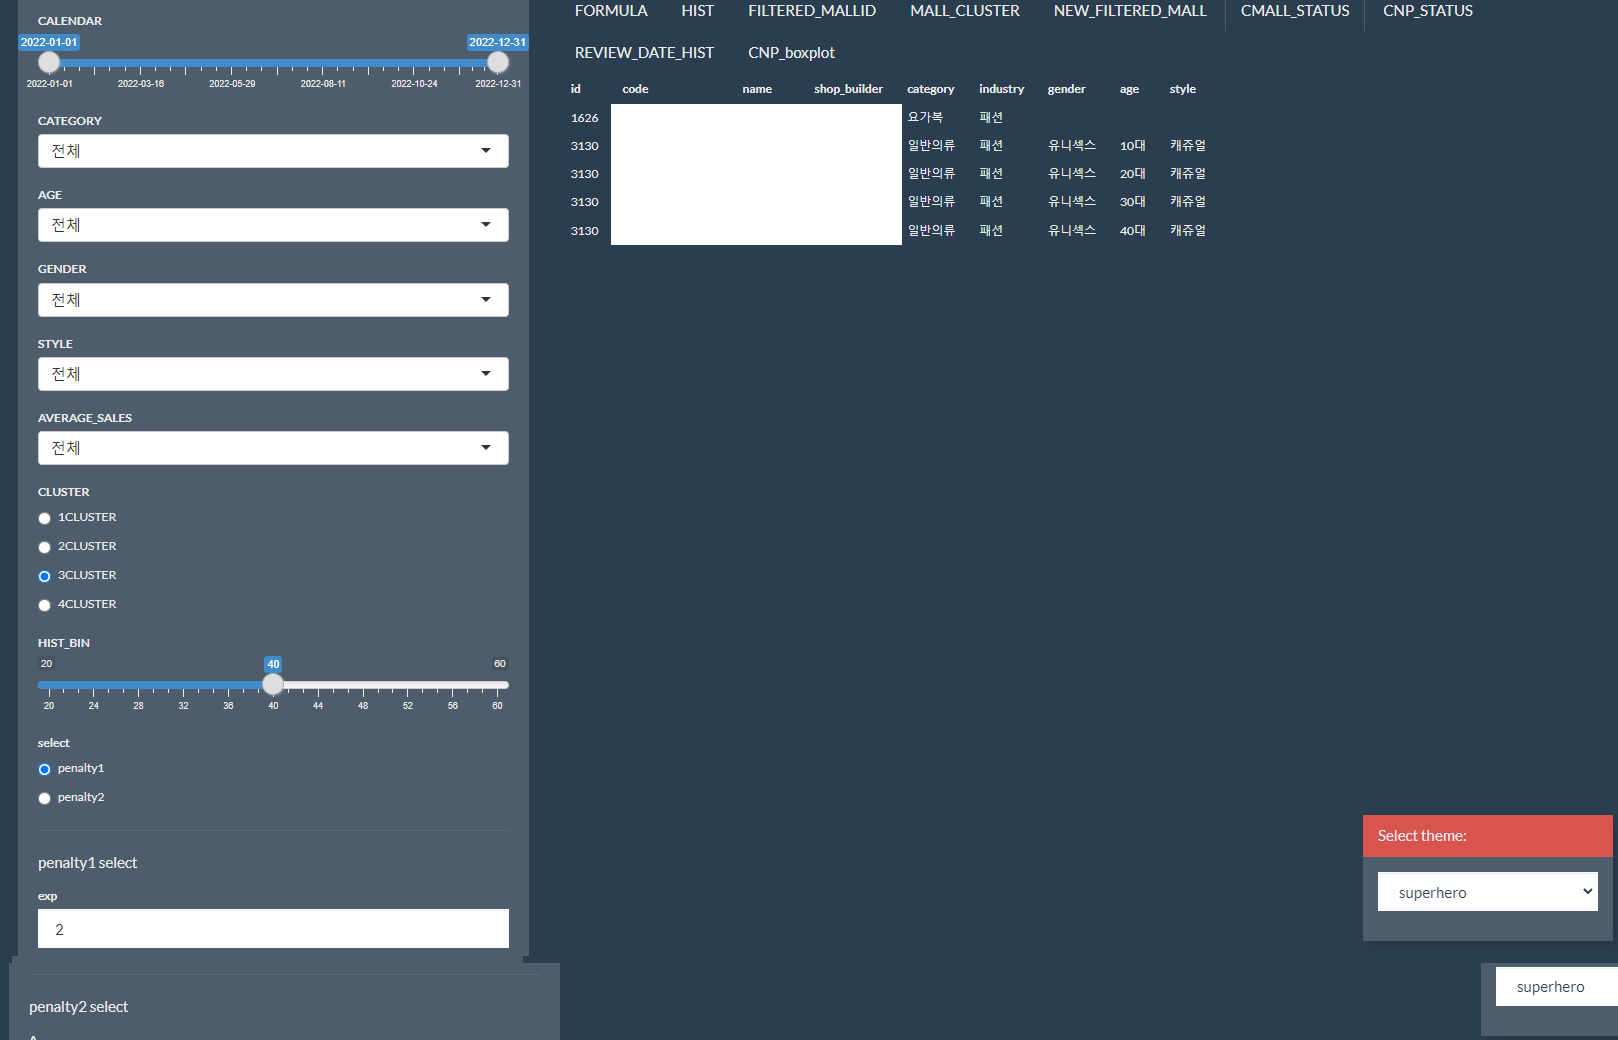 CALENDAR
2022-01-01 2022-12-31
2022-01-01 2022-03-16 2022-05-29 2022-08-11 2022-10-24 2022-12-31
CATEGORY
전체
AGE
전체
GENDER
전체
STYLE
전체
AVERAGE_SALES
전체
CLUSTER
1CLUSTER
2CLUSTER
3CLUSTER
4CLUSTER
HIST_BIN
20 40 60
20 24 28 32 36 40 44 48 52 56 60
select
penalty1
penalty2
penalty1 select
exp
2
penalty2 select
FORMULA HIST FILTERED_MALLID MALL_CLUSTER NEW_FILTERED_MALL CMALL_STATUS CNP_STATUS
REVIEW_DATE_HIST CNP_boxplot
id code name shop_builder category industry gender age style
1626 요가복 패션
3130 일반의류 패션 유니섹스 10대 캐쥬얼
3130 일반의류 패션 유니섹스 20대 캐쥬얼
3130 일반의류 패션 유니섹스 30대 캐쥬얼
3130 일반의류 패션 유니섹스 40대 캐쥬얼
Select theme:
superhero
superhero